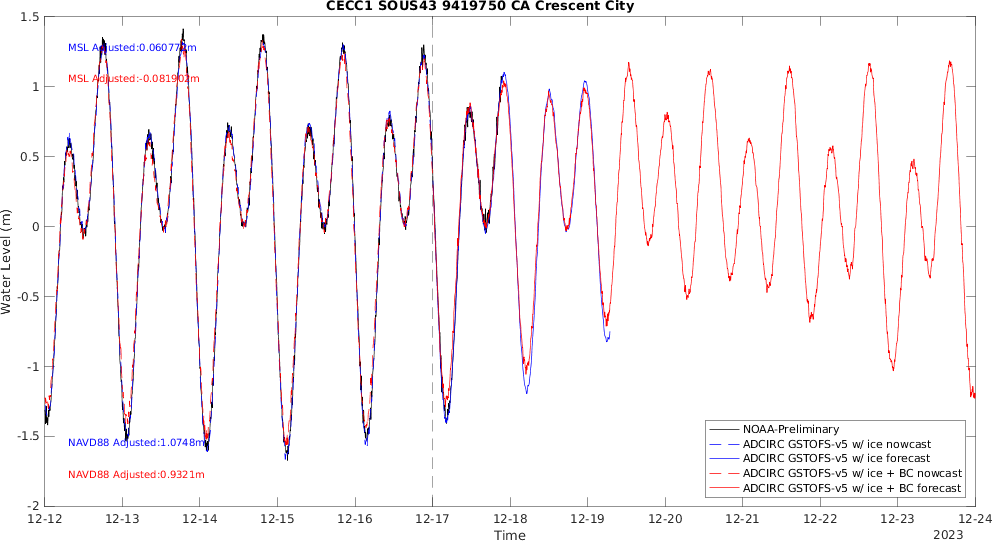 CECC1 SOUS43 9419750 CA Crescent City
1.5
1
0.5
0
-0.5
-1
-1.5
-2
Water Level (m)
MSL Adjusted:0.060772m
MSL Adjusted:-0.081902m
NAVD88 Adjusted:1.0748m
NAVD88 Adjusted:0.9321m
NOAA-Preliminary
ADCIRC GSTOFS-v5 w/ ice nowcast
ADCIRC GSTOFS-v5 w/ ice forecast
ADCIRC GSTOFS-v5 w/ ice + BC nowcast
ADCIRC GSTOFS-v5 w/ ice + BC forecast
12-12 12-13 12-14 12-15 12-16 12-17 12-18 12-19 12-20 12-21 12-22 12-23 12-24
Time
2023